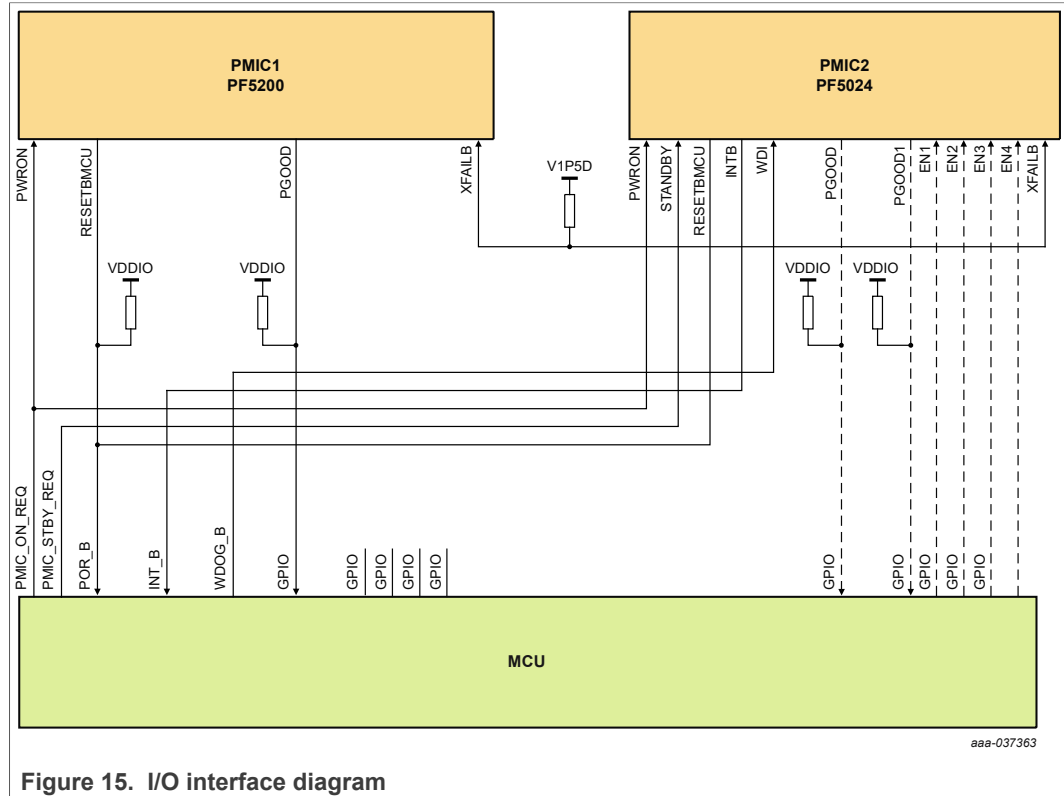 PMIC1
PF5200
PMIC2
PF5024
PWRON
RESETBMCU
PGOOD
XFAILB
V1P5D
PWRON
STANDBY
RESETBMCU
INTB
WDI
PGOOD
PGOOD1
EN1
EN2
EN3
EN4
XFAILB
VDDIO
VDDIO
VDDIO
VDDIO
PMIC_ON_REQ
PMIC_STBY_REQ
POR_B
INT_B
WDOG_B
GPIO
GPIO
GPIO
GPIO
GPIO
GPIO
GPIO
GPIO
GPIO
GPIO
MCU
aaa-037363
Figure 15. I/O interface diagram